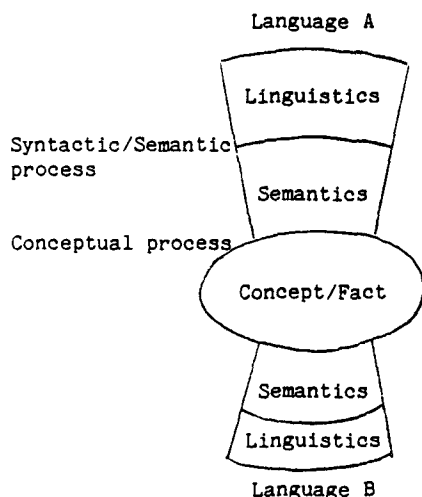 Language A
Linguistics
Syntactic/Semantic
process
Semantics
Conceptual process
Concept/Fact
Semantics
Linguistics
Language B